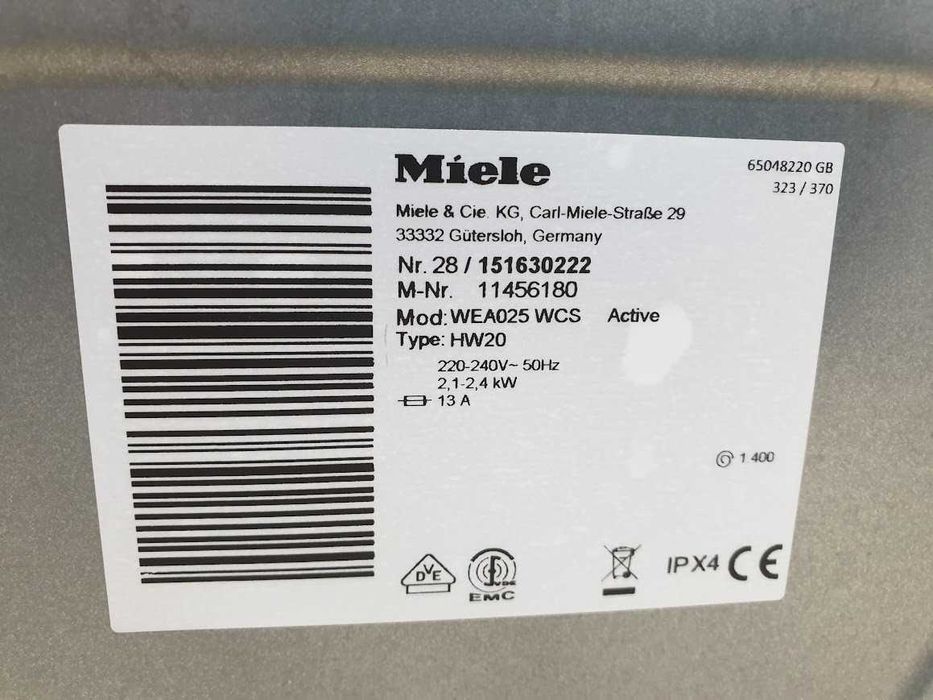 Miele
65048220 GB
323 / 370
Miele & Cie. KG, Carl-Miele-Straße 29
33332 Gütersloh, Germany
Nr. 28 / 151630222
M-Nr. 11456180
Mod: WEA025 WCS Active
Type: HW20
220-240V~ 50Hz
2,1-2,4 kW
13 A
1 400
DVE
VDE
EMC
IPX4 CE